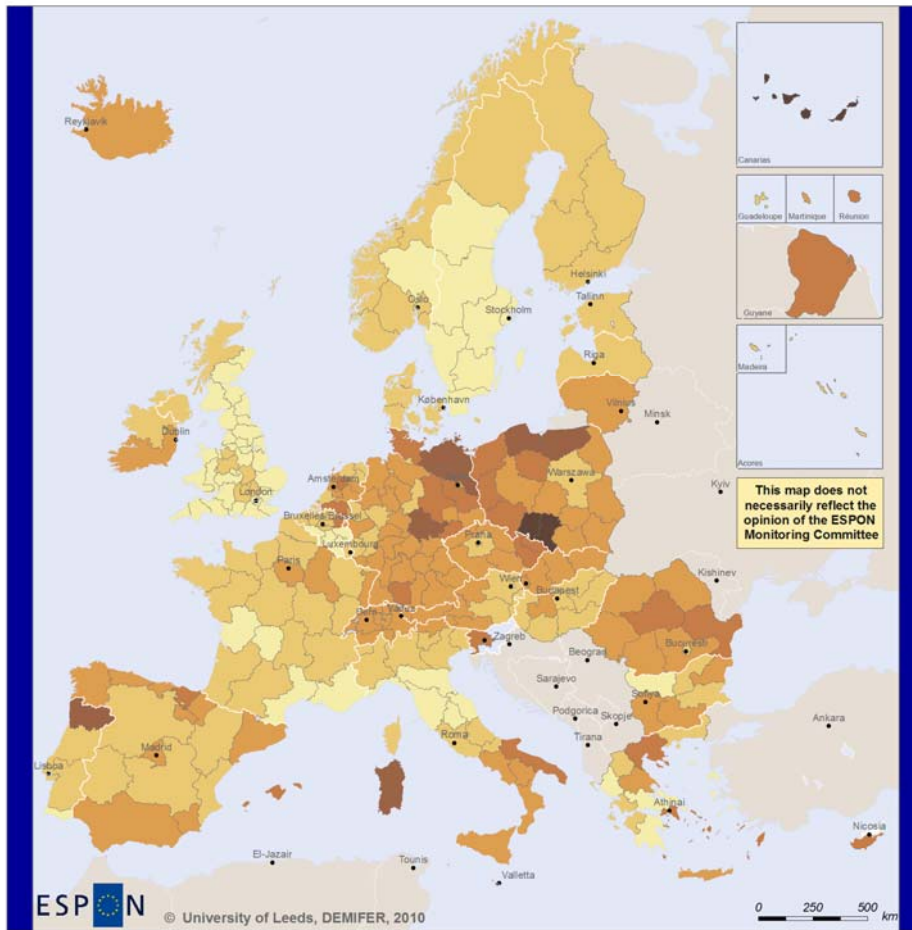 Reykjavik
Canarias
Guadeloupe
Martinique
Réunion
Guyane
Madeira
Acores
This map does not
necessarily reflect the
opinion of the ESPON
Monitoring Committee
Helsinki
Oslo
Tallinn
Stockholm
Riga
København
Vilnius
Minsk
Dublin
Amsterdam
Warszawa
London
Kyiv
Bruxelles/Brussel
Praha
Luxembourg
Paris
Kishinev
Wien
Budapest
Bern
Vaduz
Zagreb
Bucuresti
Beograd
Sarajevo
Sofiya
Podgorica
Skopje
Roma
Tirana
Ankara
Madrid
Lisboa
Athinai
Nicosia
El-Jazair
Tounis
Valletta
ESPON
© University of Leeds, DEMIFER, 2010
0 250 500
km